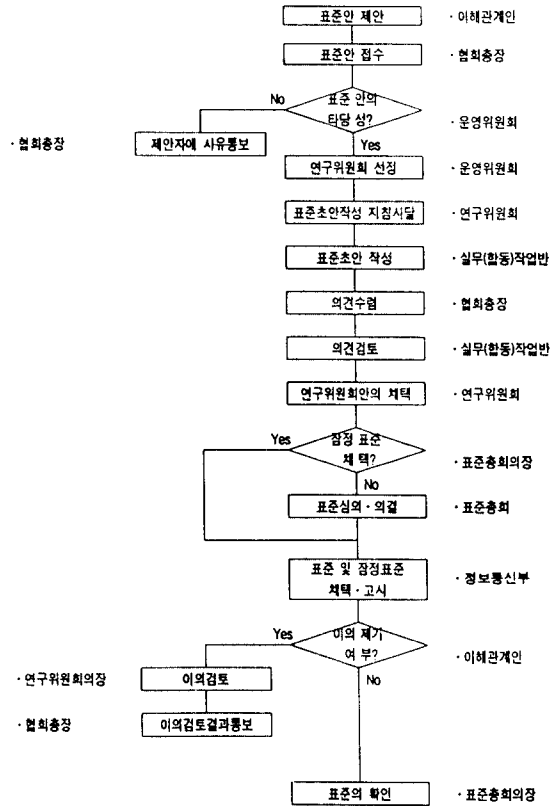 표준안 제안
· 이해관계인
표준안 접수
· 협회총장
No
표준 안의
타당 성?
· 운영위원회
· 협회총장
제안자에 사유통보
Yes
연구위원회 선정
· 운영위원회
표준초안작성 지침시달
· 연구위원회
표준초안 작성
· 실무(합동)작업반
의견수렴
· 협회총장
의견검토
· 실무(합동)작업반
연구위원회안의 채택
· 연구위원회
Yes
잠정 표준
채 택?
· 표준총회의장
No
표준심의 · 의결
· 표준총회
표준 및 잠정표준
채택 · 고시
· 정보통신부
Yes
이의 제기
여 부?
· 이해관계인
No
· 연구위원회의장
이의검토
· 협회총장
이의검토결과통보
표준의 확인
· 표준총회의장